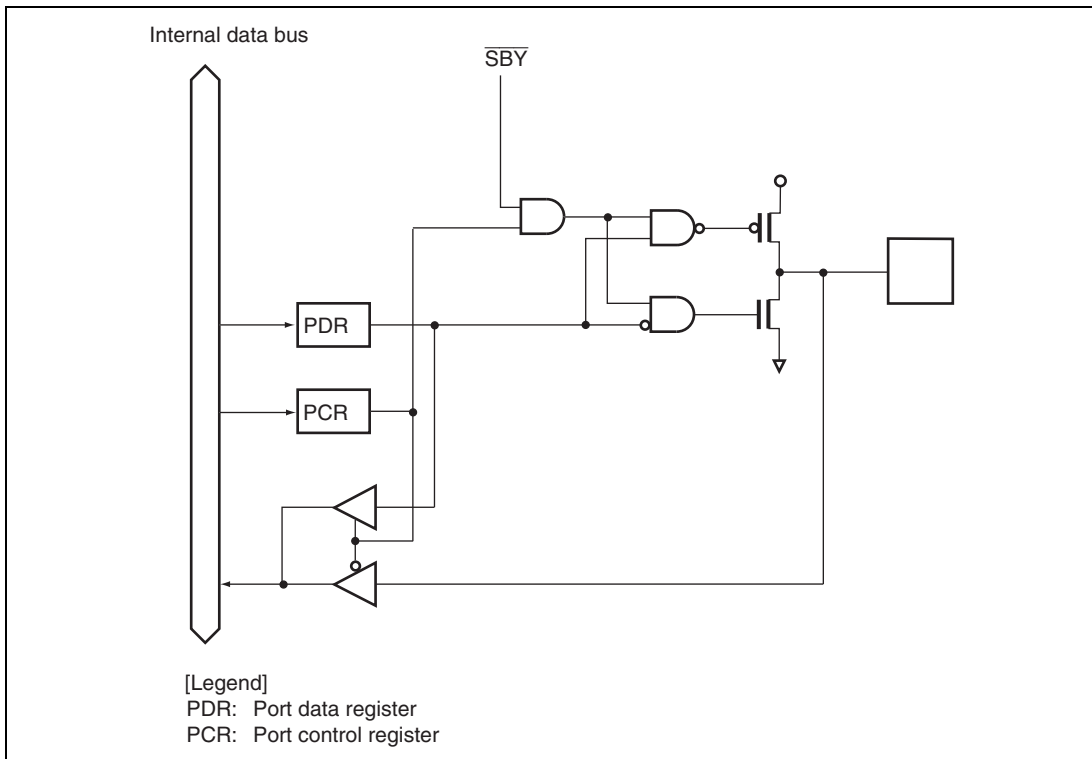 Internal data bus
SBY
PDR
PCR
[Legend]
PDR: Port data register
PCR: Port control register